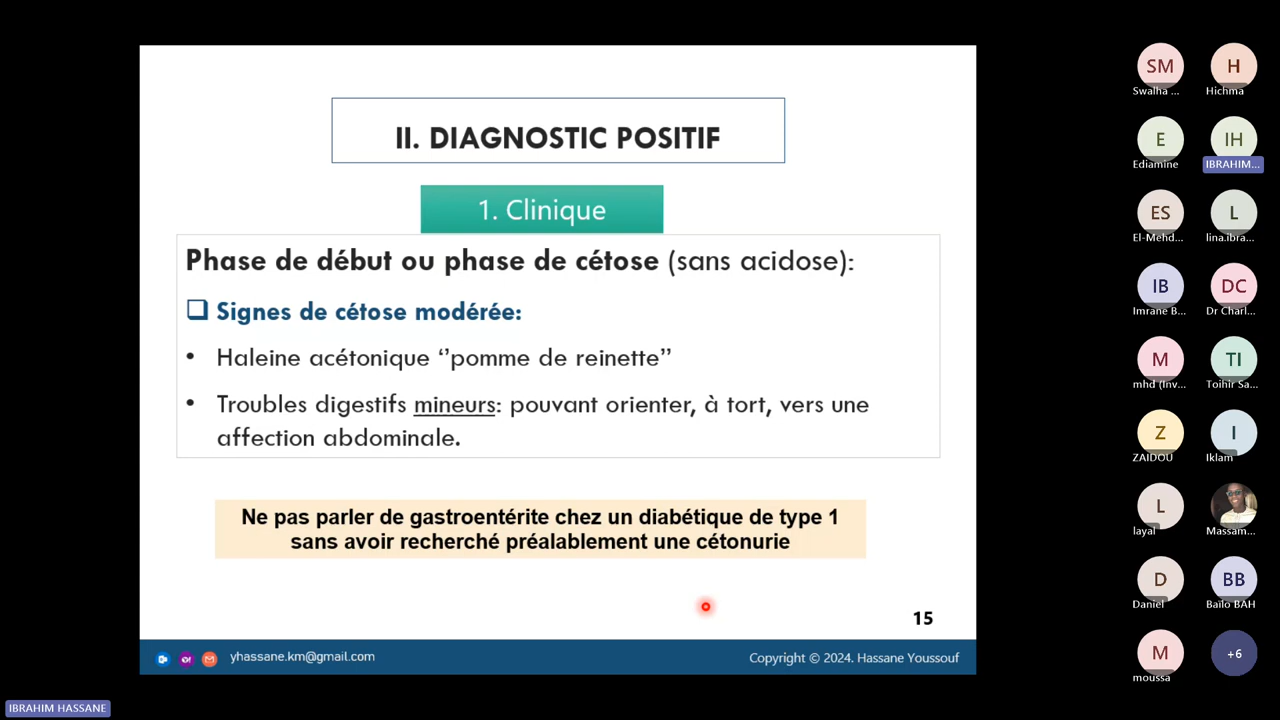 II. DIAGNOSTIC POSITIF
1. Clinique
Phase de début ou phase de cétose (sans acidose):
❑ Signes de cétose modérée:
• Haleine acétonique ‘’pomme de reinette’’
• Troubles digestifs mineurs: pouvant orienter, à tort, vers une
affection abdominale.
Ne pas parler de gastroentérite chez un diabétique de type 1
sans avoir recherché préalablement une cétonurie
15
yhassane.km@gmail.com
Copyright © 2024. Hassane Youssouf
IBRAHIM HASSANE
SM
Swalha ...
H
Hichma
E
Ediamine
IH
IBRAHIM...
ES
El-Mehd...
L
lina.ibra...
IB
Imrane B...
DC
Dr Charl...
M
mhd (Inv...
TI
Toihir Sa...
Z
ZAIDOU
I
Iklam
L
layal
Massam...
D
Daniel
BB
Bailo BAH
M
moussa
+6